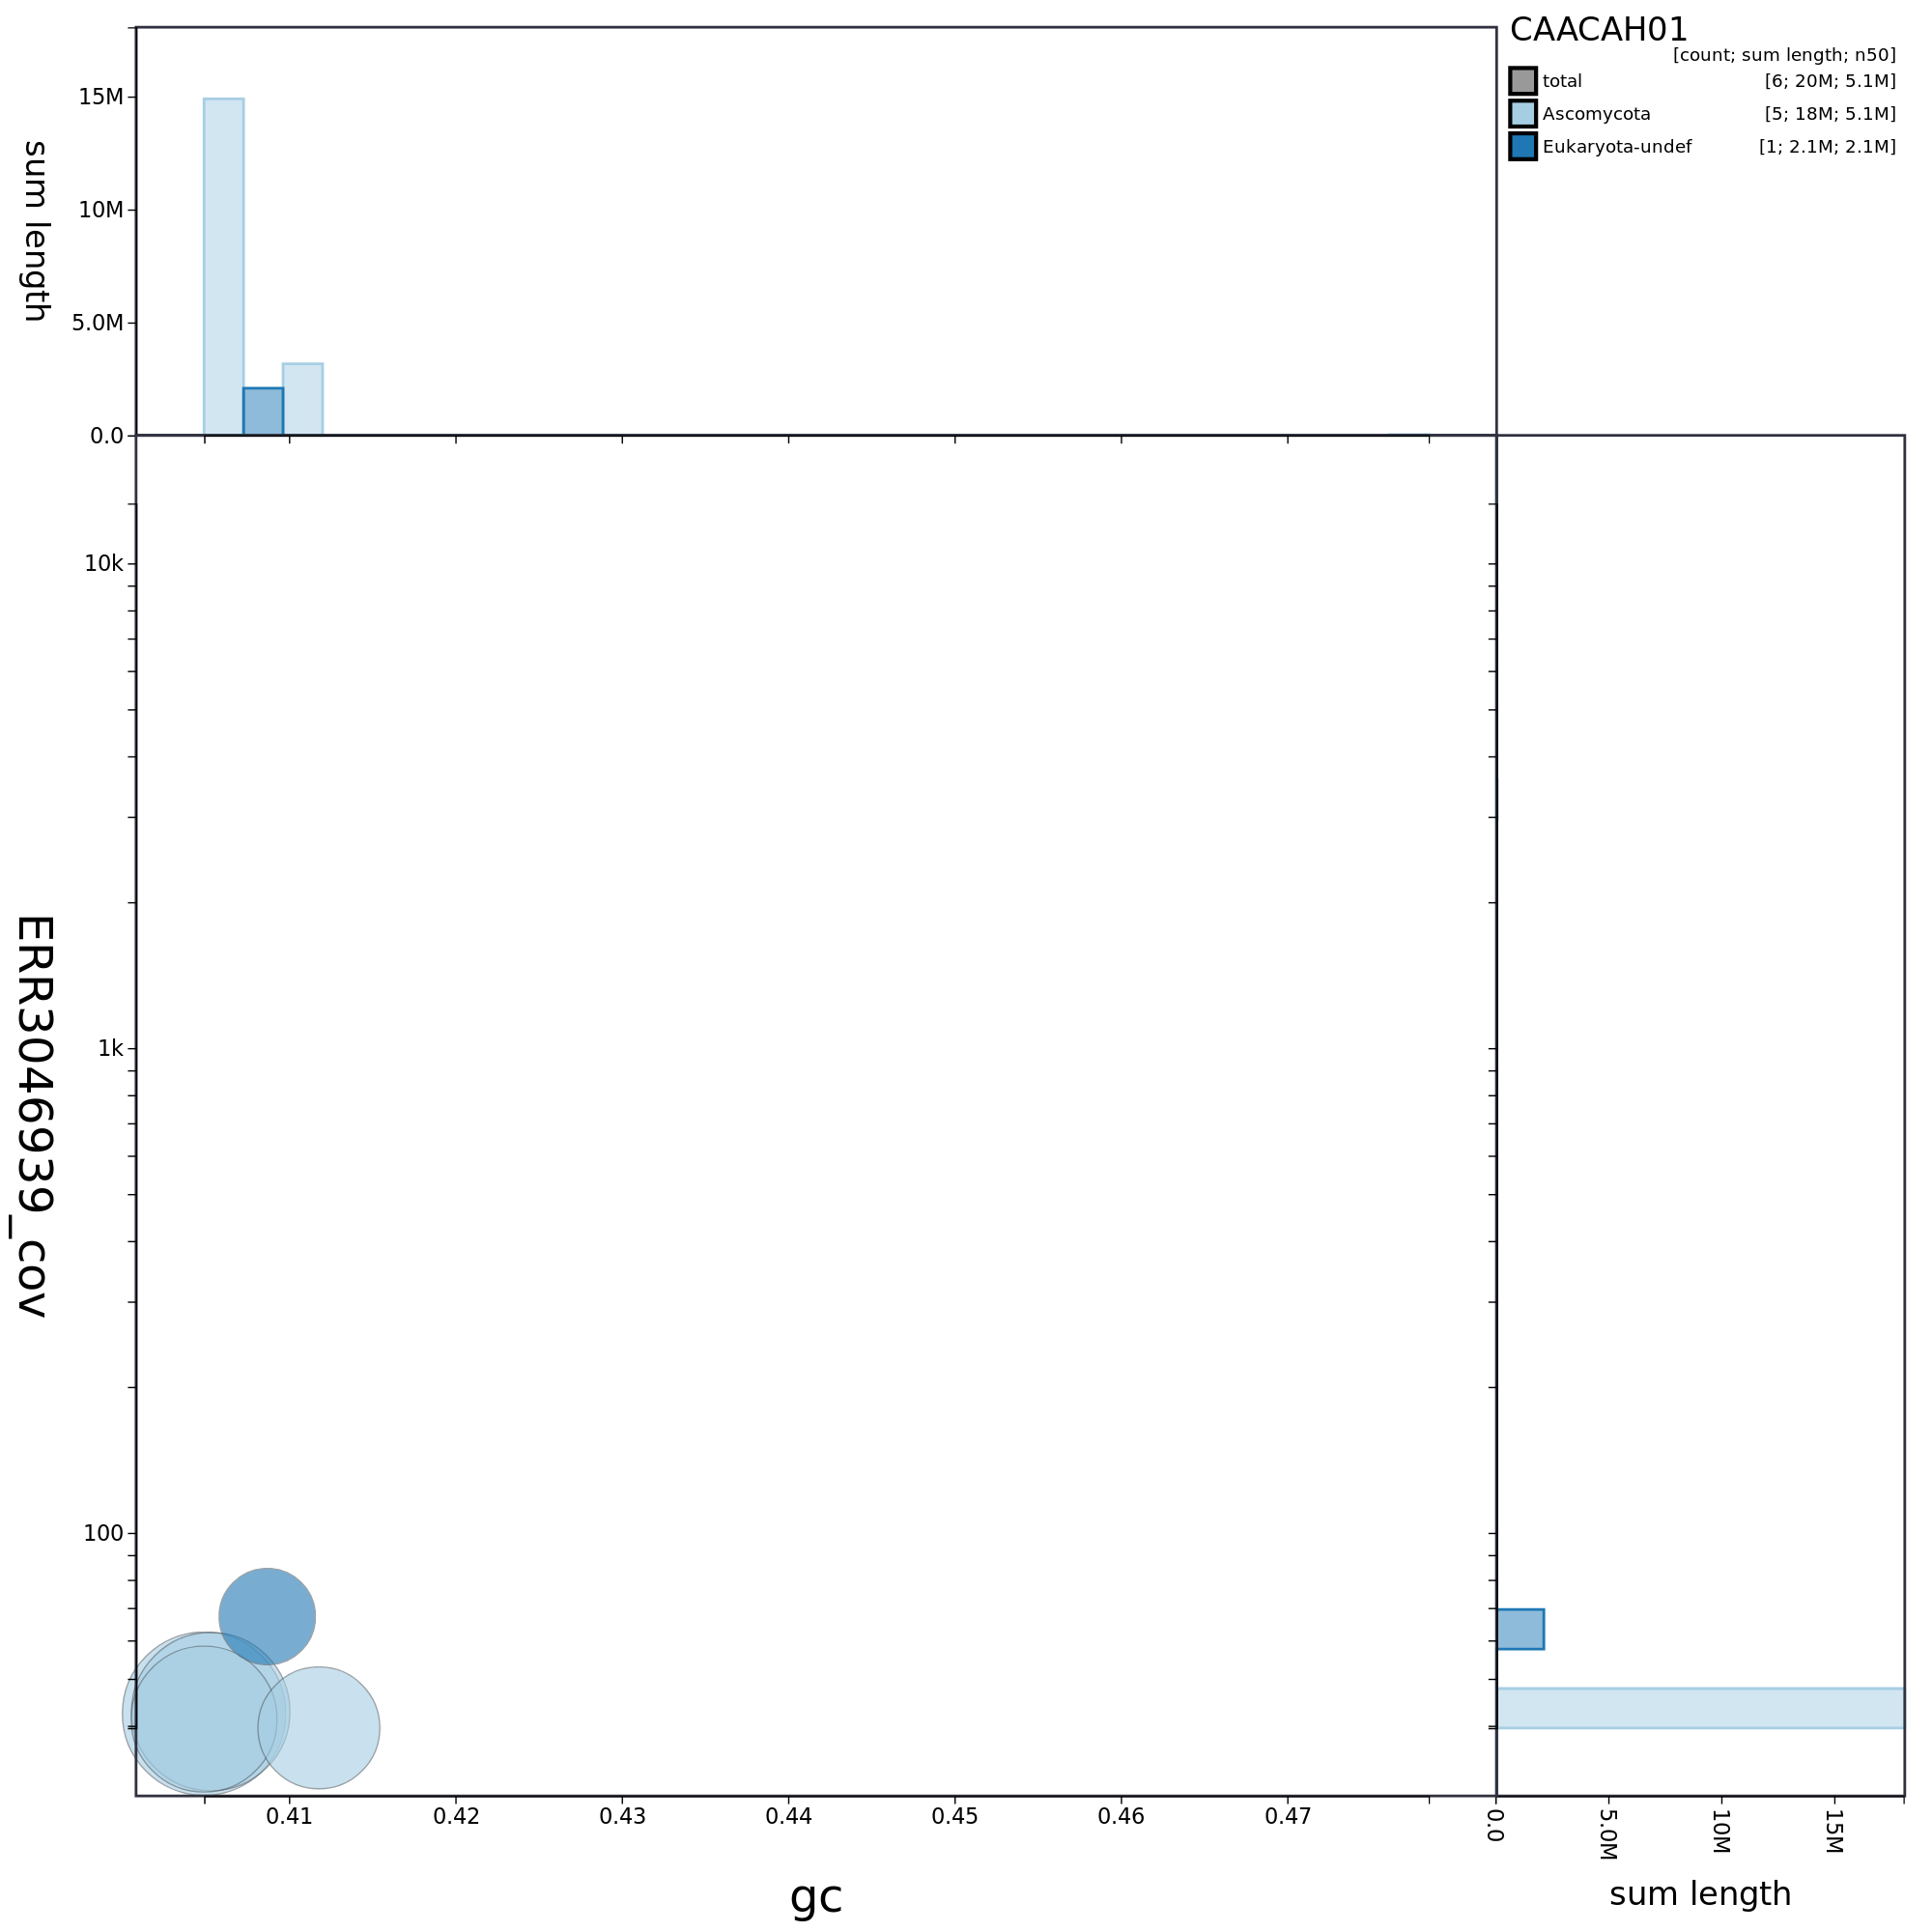 CAACAH01
[count; sum length; n50]
total [6; 20M; 5.1M]
Ascomycota [5; 18M; 5.1M]
Eukaryota-undef [1; 2.1M; 2.1M]
sum length
15M
10M
5.0M
0.0
ERR3046939_cov
10k
1k
100
0.41 0.42 0.43 0.44 0.45 0.46 0.47
gc
0.0 5.0M 10M 15M
sum length